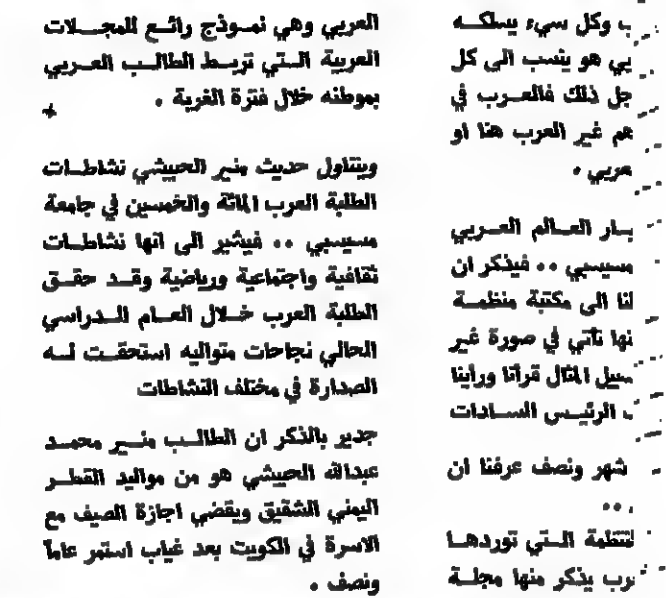 ب وكل سيء يسلكه
يي هو ينسب الى كل
جل ذلك فالعرب في
هم غير العرب هنا او
عربي .
بار العالم العربي
مسيسبي .. فيذكر ان
لنا الى مكتبة منظمة
نها تأتي في صورة غير
سبيل المثال قرأنا ورأينا
الرئيس السادات
شهر ونصف عرفنا ان
..
لنتظمة التي توردها
رب يذكر منها مجلة
العربي وهي نموذج رائع للمجلات
العربية التي تربط الطالب العربي
بموطنه خلال فترة الغربة .
ويتناول حديث منير الحبيشي نشاطات
الطلبة العرب المائة والخمسين في جامعة
مسيسبي .. فيشير الى انها نشاطات
ثقافية واجتماعية ورياضية وقد حقق
الطلبة العرب خلال العام الدراسي
الحالي نجاحات متواليه استحقت له
الصدارة في مختلف النشاطات
جدير بالذكر ان الطالب منير محمد
عبدالله الحبيشي هو من مواليد القطر
اليمني الشقيق ويقضي اجازة الصيف مع
الاسرة في الكويت بعد غياب استمر عاماً
ونصف .